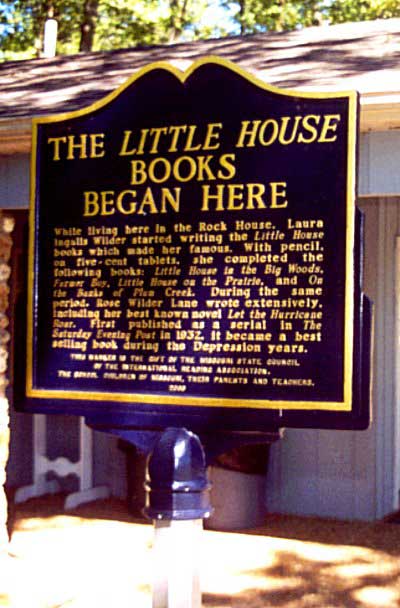 THE LITTLE HOUSE
BOOKS
BEGAN HERE
While living here in the Rock House, Laura
Ingalls Wilder started writing the Little House
books which made her famous. With pencil,
on five-cent tablets, she completed the
following books: Little House in the Big Woods,
Farmer Boy, Little House on the Prairie, and On
the Banks of Plum Creek. During the same
period, Rose Wilder Lane wrote extensively,
including her best known novel Let the Hurricane
Roar. First published as a serial in The
Saturday Evening Post in 1932, it became a best
selling book during the Depression years.
THIS MARKER IS THE GIFT OF THE MISSOURI STATE COUNCIL
OF THE INTERNATIONAL READING ASSOCIATION,
THE SCHOOL CHILDREN OF MISSOURI, THEIR PARENTS AND TEACHERS.